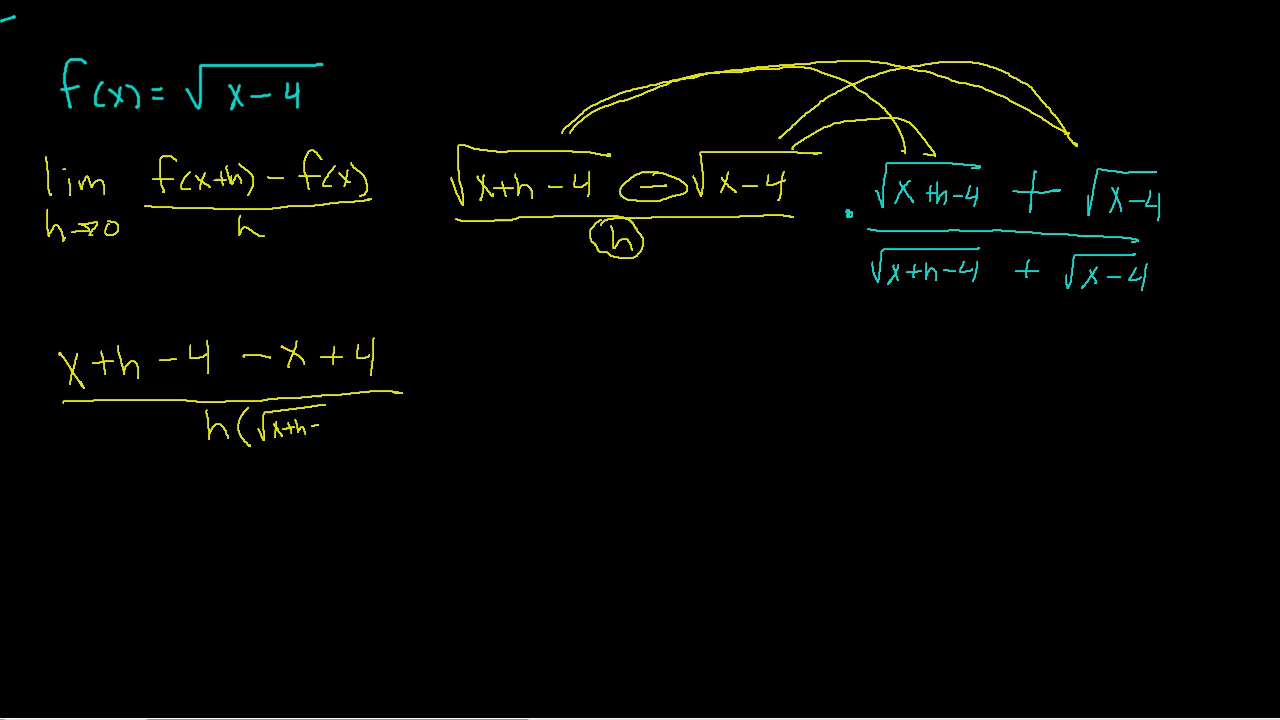 f(x) = √(x-4)
lim h→0 (f(x+h) - f(x))/h (√(x+h-4) - √(x-4))/h · (√(x+h-4) + √(x-4))/(√(x+h-4) + √(x-4))
x+h-4 -x+4
h(√x+h-